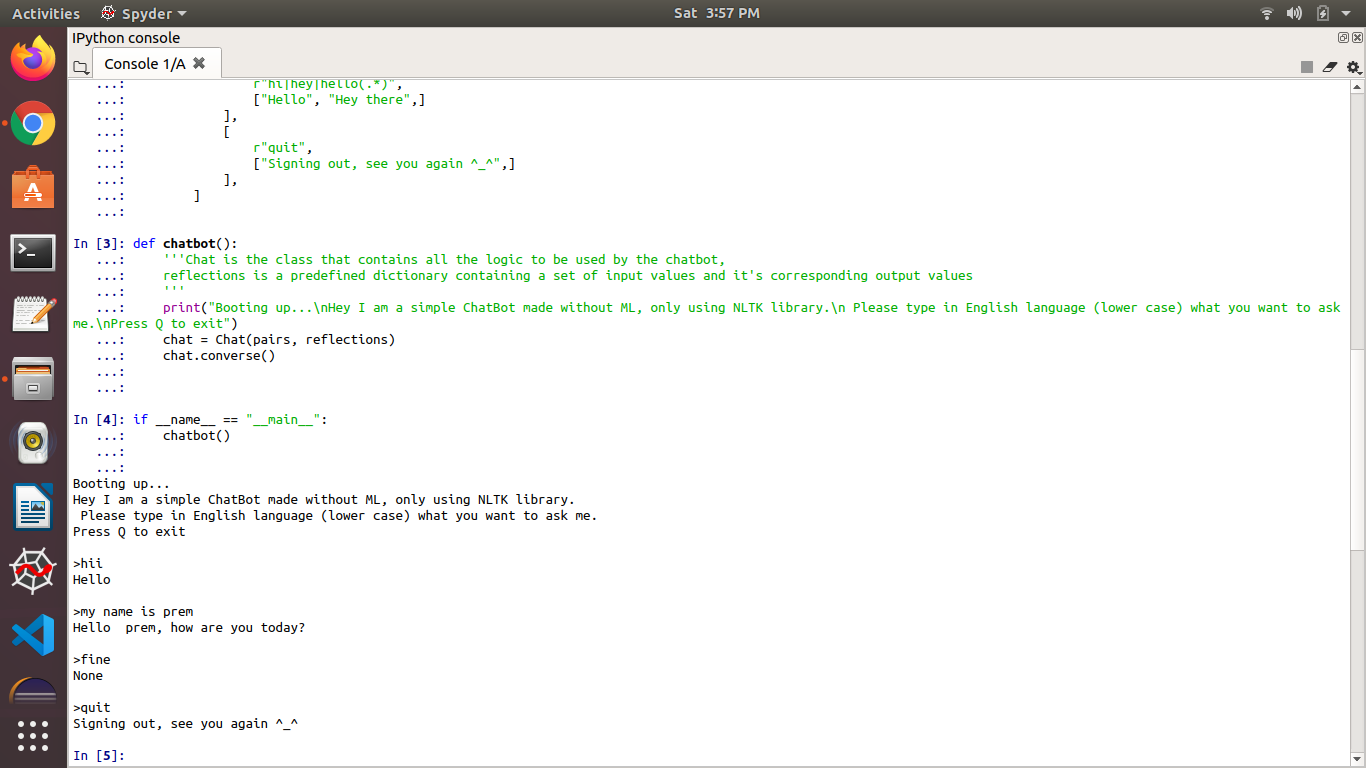 Activities Spyder Sat 3:57 PM
IPython console
Console 1/A
...: r"hi|hey|hello(.*)",
...: ["Hello", "Hey there",]
...: ],
...: [
...: r"quit",
...: ["Signing out, see you again ^_^",]
...: ],
...: ]
...:
In [3]: def chatbot():
...: '''Chat is the class that contains all the logic to be used by the chatbot,
...: reflections is a predefined dictionary containing a set of input values and it's corresponding output values
...: '''
...: print("Booting up...\nHey I am a simple ChatBot made without ML, only using NLTK library.\n Please type in English language (lower case) what you want to ask
me.\nPress Q to exit")
...: chat = Chat(pairs, reflections)
...: chat.converse()
...:
...:
In [4]: if __name__ == "__main__":
...: chatbot()
...:
...:
Booting up...
Hey I am a simple ChatBot made without ML, only using NLTK library.
Please type in English language (lower case) what you want to ask me.
Press Q to exit
>hii
Hello
>my name is prem
Hello  prem, how are you today?
>fine
None
>quit
Signing out, see you again ^_^
In [5]: